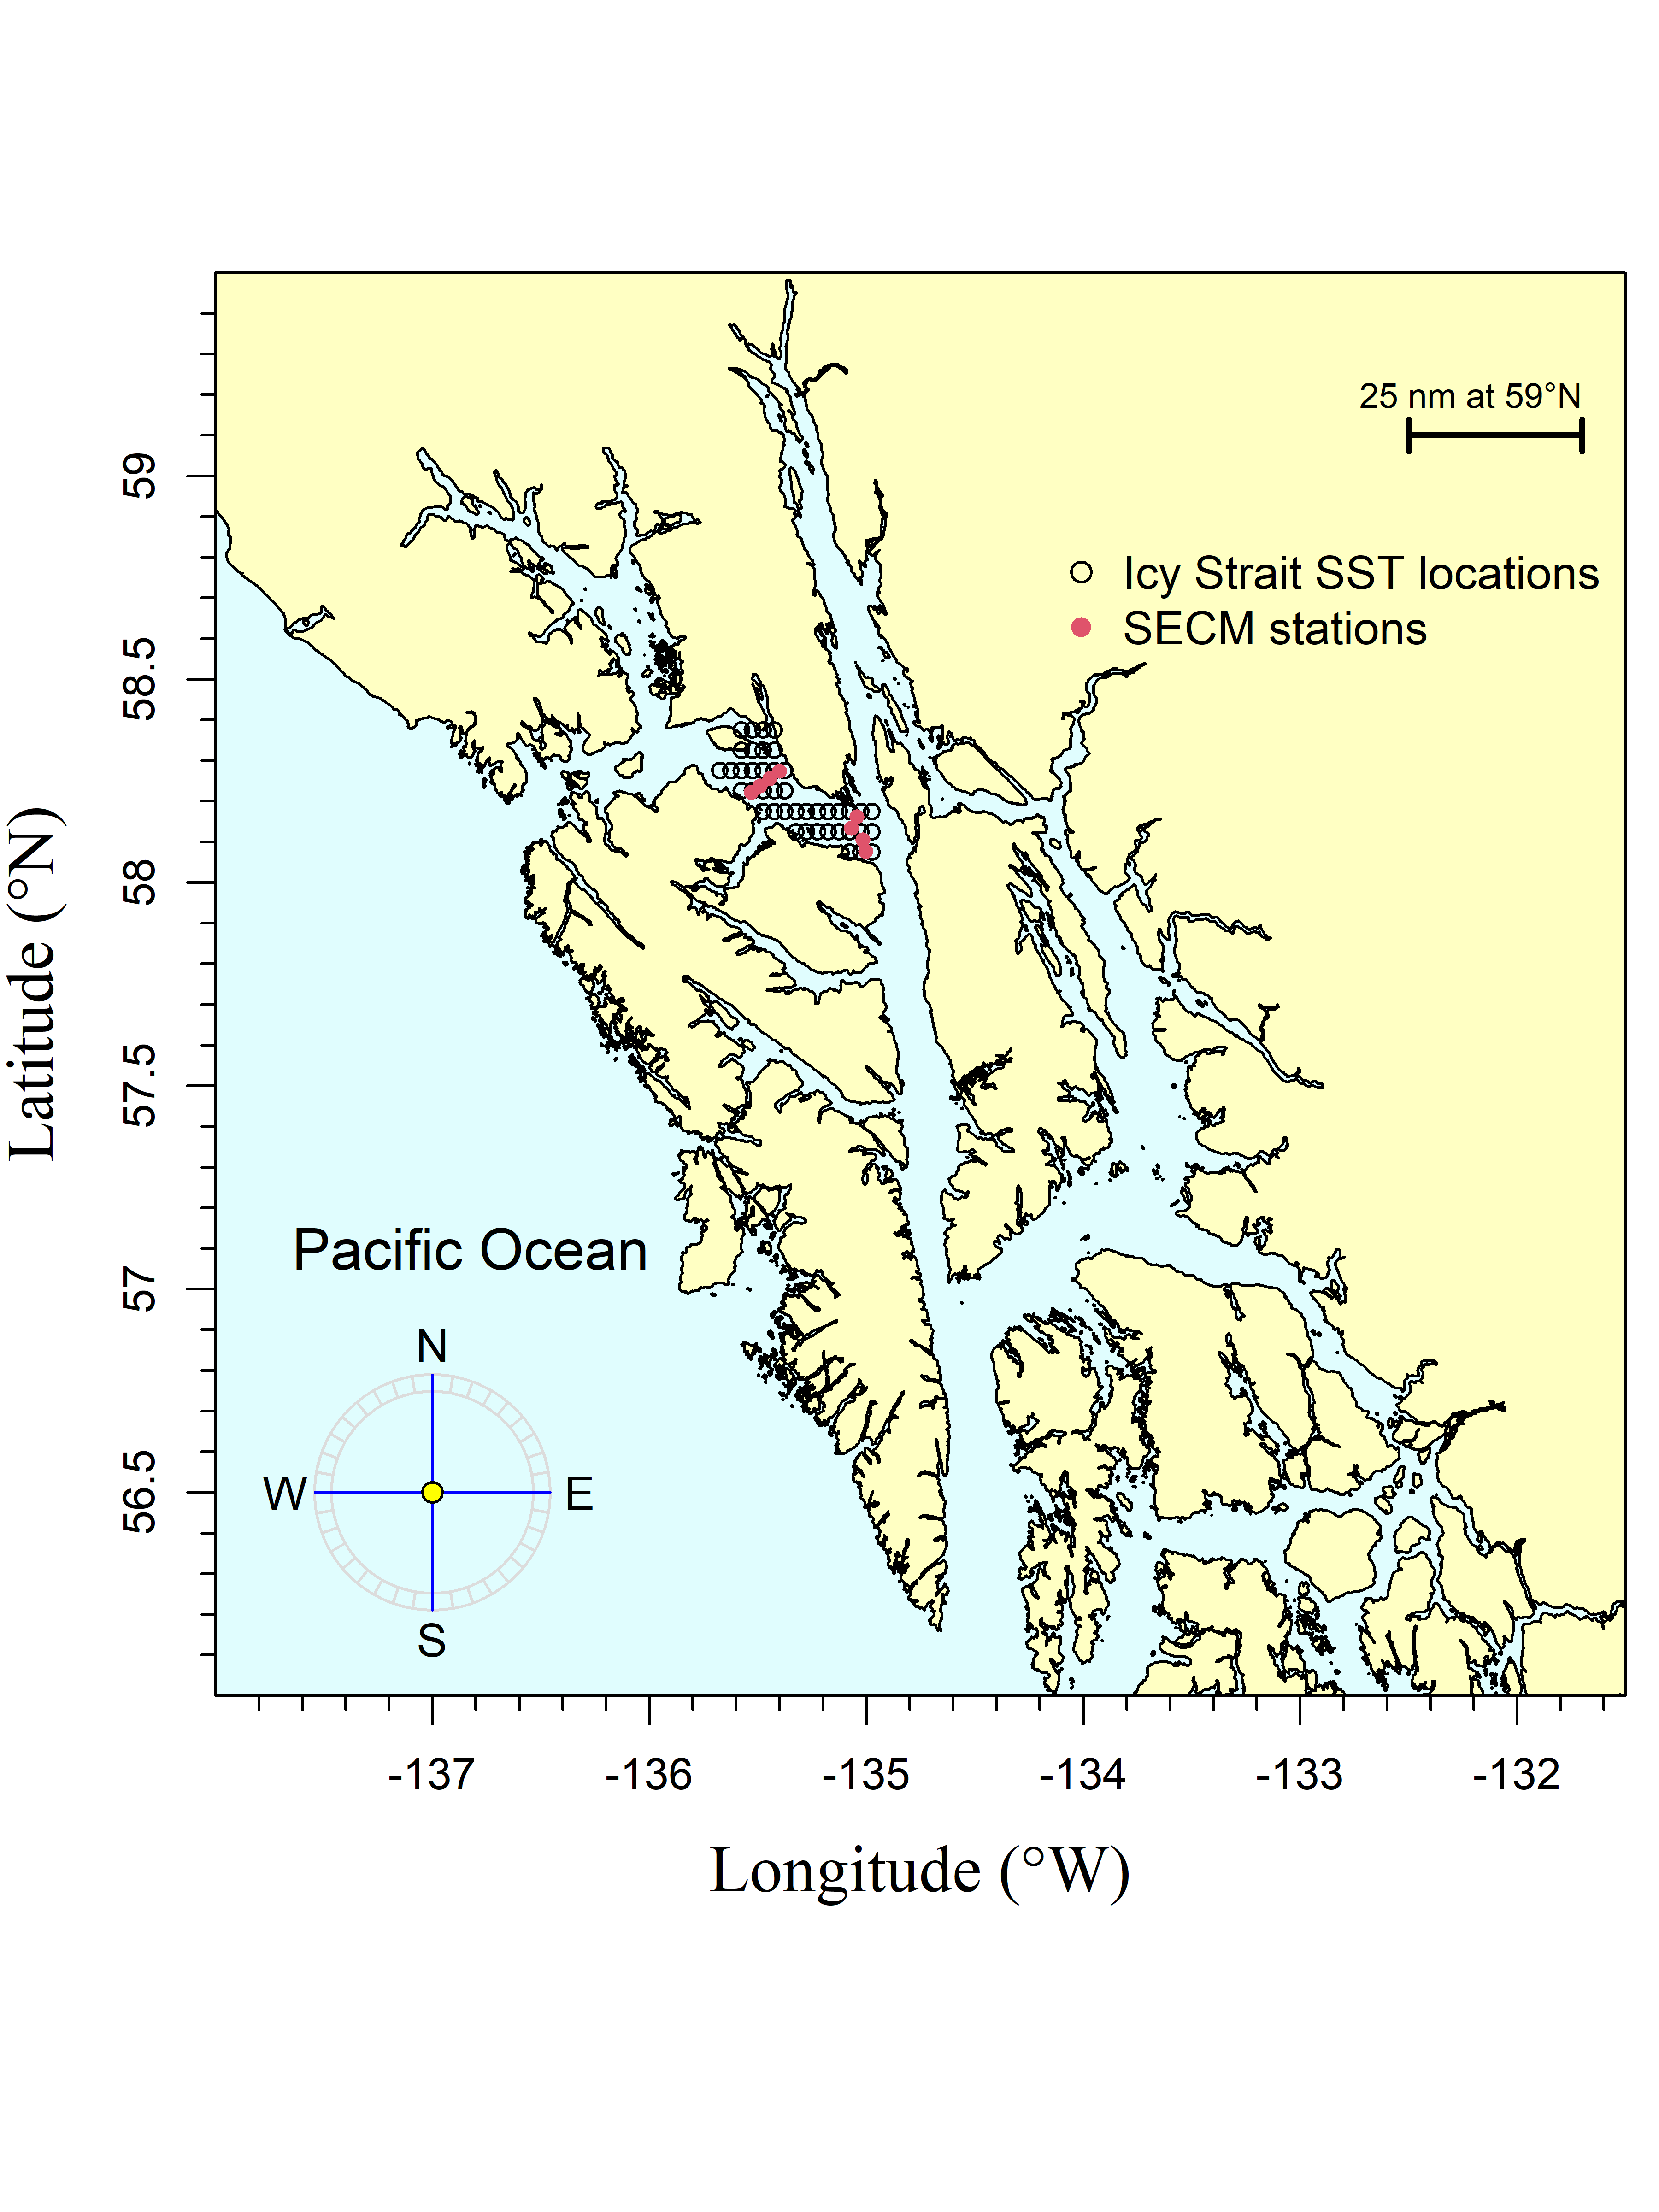 25 nm at 59°N
Icy Strait SST locations
SECM stations
59
58.5
58
57.5
57
56.5
Latitude (°N)
Pacific Ocean
N
W
E
S
-137
-136
-135
-134
-133
-132
Longitude (°W)